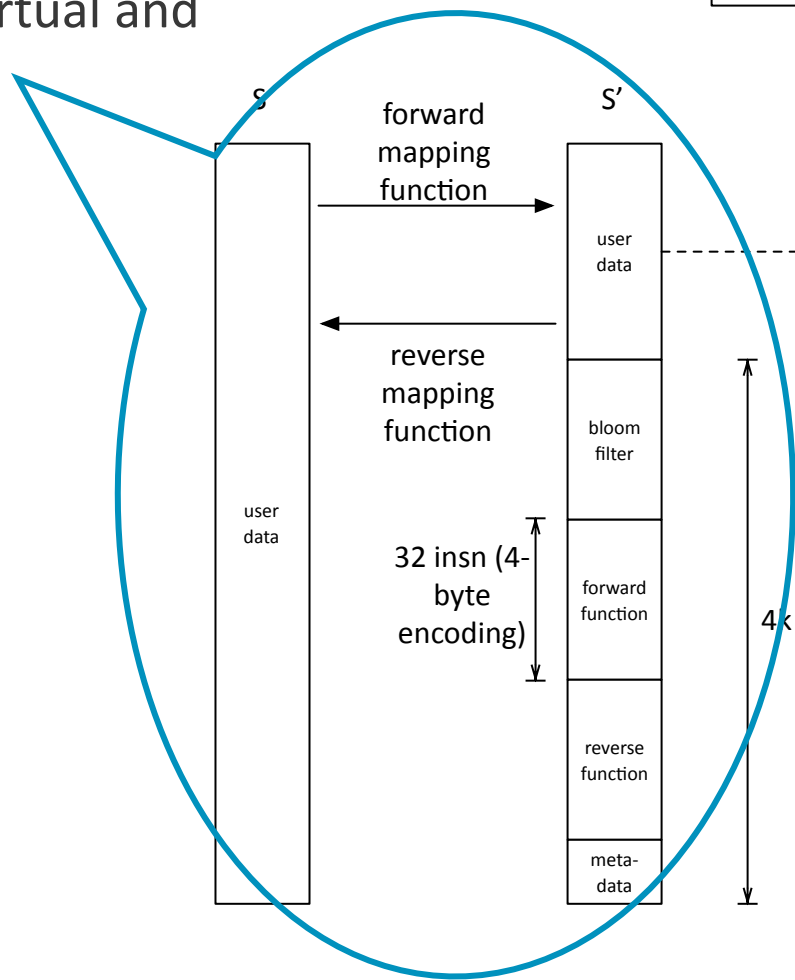 rtual and
S
S’
forward
mapping
function
user
data
reverse
mapping
function
bloom
filter
user
data
32 insn (4-
byte
encoding)
forward
function
4k
reverse
function
meta-
data